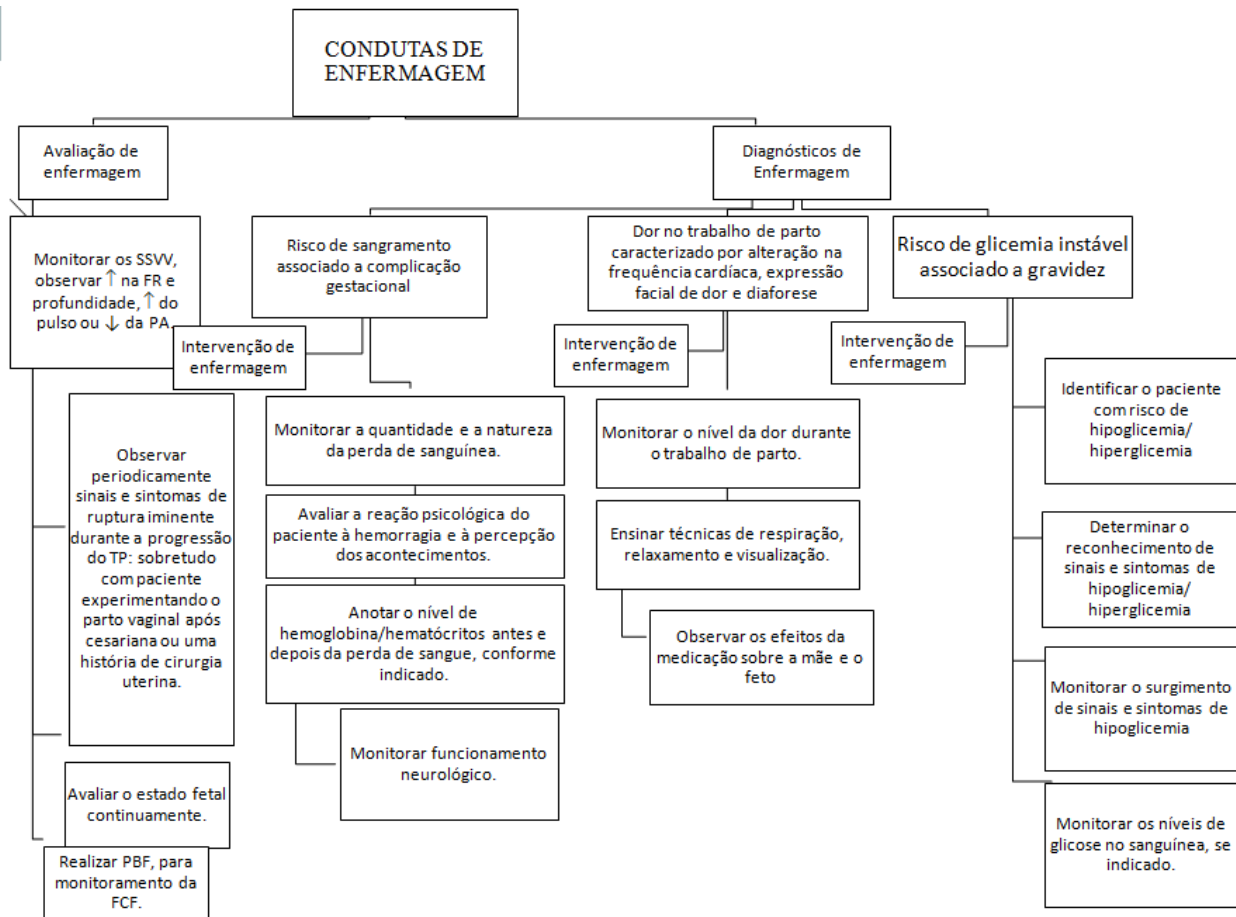 CONDUTAS DE
ENFERMAGEM
Avaliação de
enfermagem
Diagnósticos de
Enfermagem
Monitorar os SSVV,
observar ↑ na FR e
profundidade, ↑ do
pulso ou ↓ da PA.
Observar
periodicamente
sinais e sintomas de
ruptura iminente
durante a progressão
do TP: sobretudo
com paciente
experimentando o
parto vaginal após
cesariana ou uma
história de cirurgia
uterina.
Avaliar o estado fetal
continuamente.
Realizar PBF, para
monitoramento da
FCF.
Risco de sangramento
associado a complicação
gestacional
Intervenção de
enfermagem
Monitorar a quantidade e a natureza
da perda de sanguínea.
Avaliar a reação psicológica do
paciente à hemorragia e à percepção
dos acontecimentos.
Anotar o nível de
hemoglobina/hematócritos antes e
depois da perda de sangue, conforme
indicado.
Monitorar funcionamento
neurológico.
Dor no trabalho de parto
caracterizado por alteração na
frequência cardíaca, expressão
facial de dor e diaforese
Intervenção de
enfermagem
Monitorar o nível da dor durante
o trabalho de parto.
Ensinar técnicas de respiração,
relaxamento e visualização.
Observar os efeitos da
medicação sobre a mãe e o
feto
Risco de glicemia instável
associado a gravidez
Intervenção de
enfermagem
Identificar o paciente
com risco de
hipoglicemia/
hiperglicemia
Determinar o
reconhecimento de
sinais e sintomas de
hipoglicemia/
hiperglicemia
Monitorar o surgimento
de sinais e sintomas de
hipoglicemia
Monitorar os níveis de
glicose no sanguínea, se
indicado.